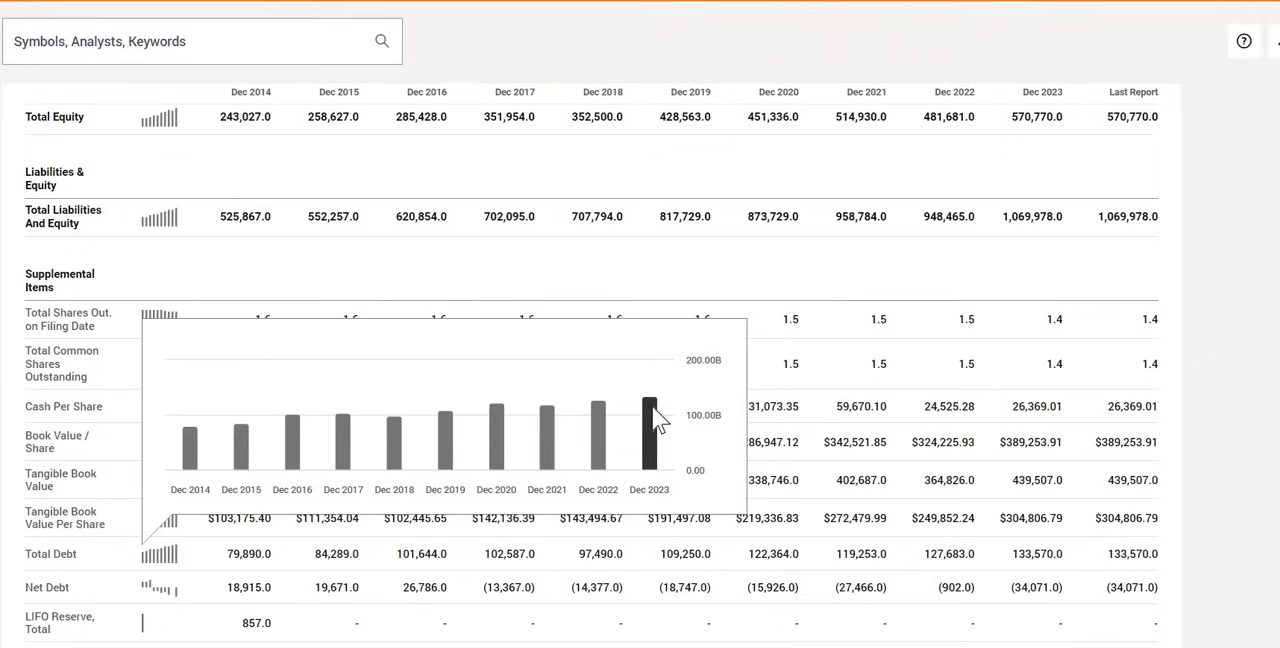 Symbols, Analysts, Keywords
Dec 2014 Dec 2015 Dec 2016 Dec 2017 Dec 2018 Dec 2019 Dec 2020 Dec 2021 Dec 2022 Dec 2023 Last Report
Total Equity 243,027.0 258,627.0 285,428.0 351,954.0 352,500.0 428,563.0 451,336.0 514,930.0 481,681.0 570,770.0 570,770.0
Liabilities &
Equity
Total Liabilities
And Equity 525,867.0 552,257.0 620,854.0 702,095.0 707,794.0 817,729.0 873,729.0 958,784.0 948,465.0 1,069,978.0 1,069,978.0
Supplemental
Items
Total Shares Out.
on Filing Date 1.5 1.5 1.5 1.4 1.4
Total Common
Shares
Outstanding 1.5 1.5 1.5 1.4 1.4
200.00B
100.00B
0.00
Dec 2014 Dec 2015 Dec 2016 Dec 2017 Dec 2018 Dec 2019 Dec 2020 Dec 2021 Dec 2022 Dec 2023
Cash Per Share 31,073.35 59,670.10 24,525.28 26,369.01 26,369.01
Book Value /
Share 86,947.12 $342,521.85 $324,225.93 $389,253.91 $389,253.91
Tangible Book
Value 338,746.0 402,687.0 364,826.0 439,507.0 439,507.0
Tangible Book
Value Per Share $103,175.40 $111,354.04 $102,445.65 $142,136.39 $143,494.67 $191,497.08 $219,336.83 $272,479.99 $249,852.24 $304,806.79 $304,806.79
Total Debt 79,890.0 84,289.0 101,644.0 102,587.0 97,490.0 109,250.0 122,364.0 119,253.0 127,683.0 133,570.0 133,570.0
Net Debt 18,915.0 19,671.0 26,786.0 (13,367.0) (14,377.0) (18,747.0) (15,926.0) (27,466.0) (902.0) (34,071.0) (34,071.0)
LIFO Reserve,
Total 857.0 - - - - - - - - - -